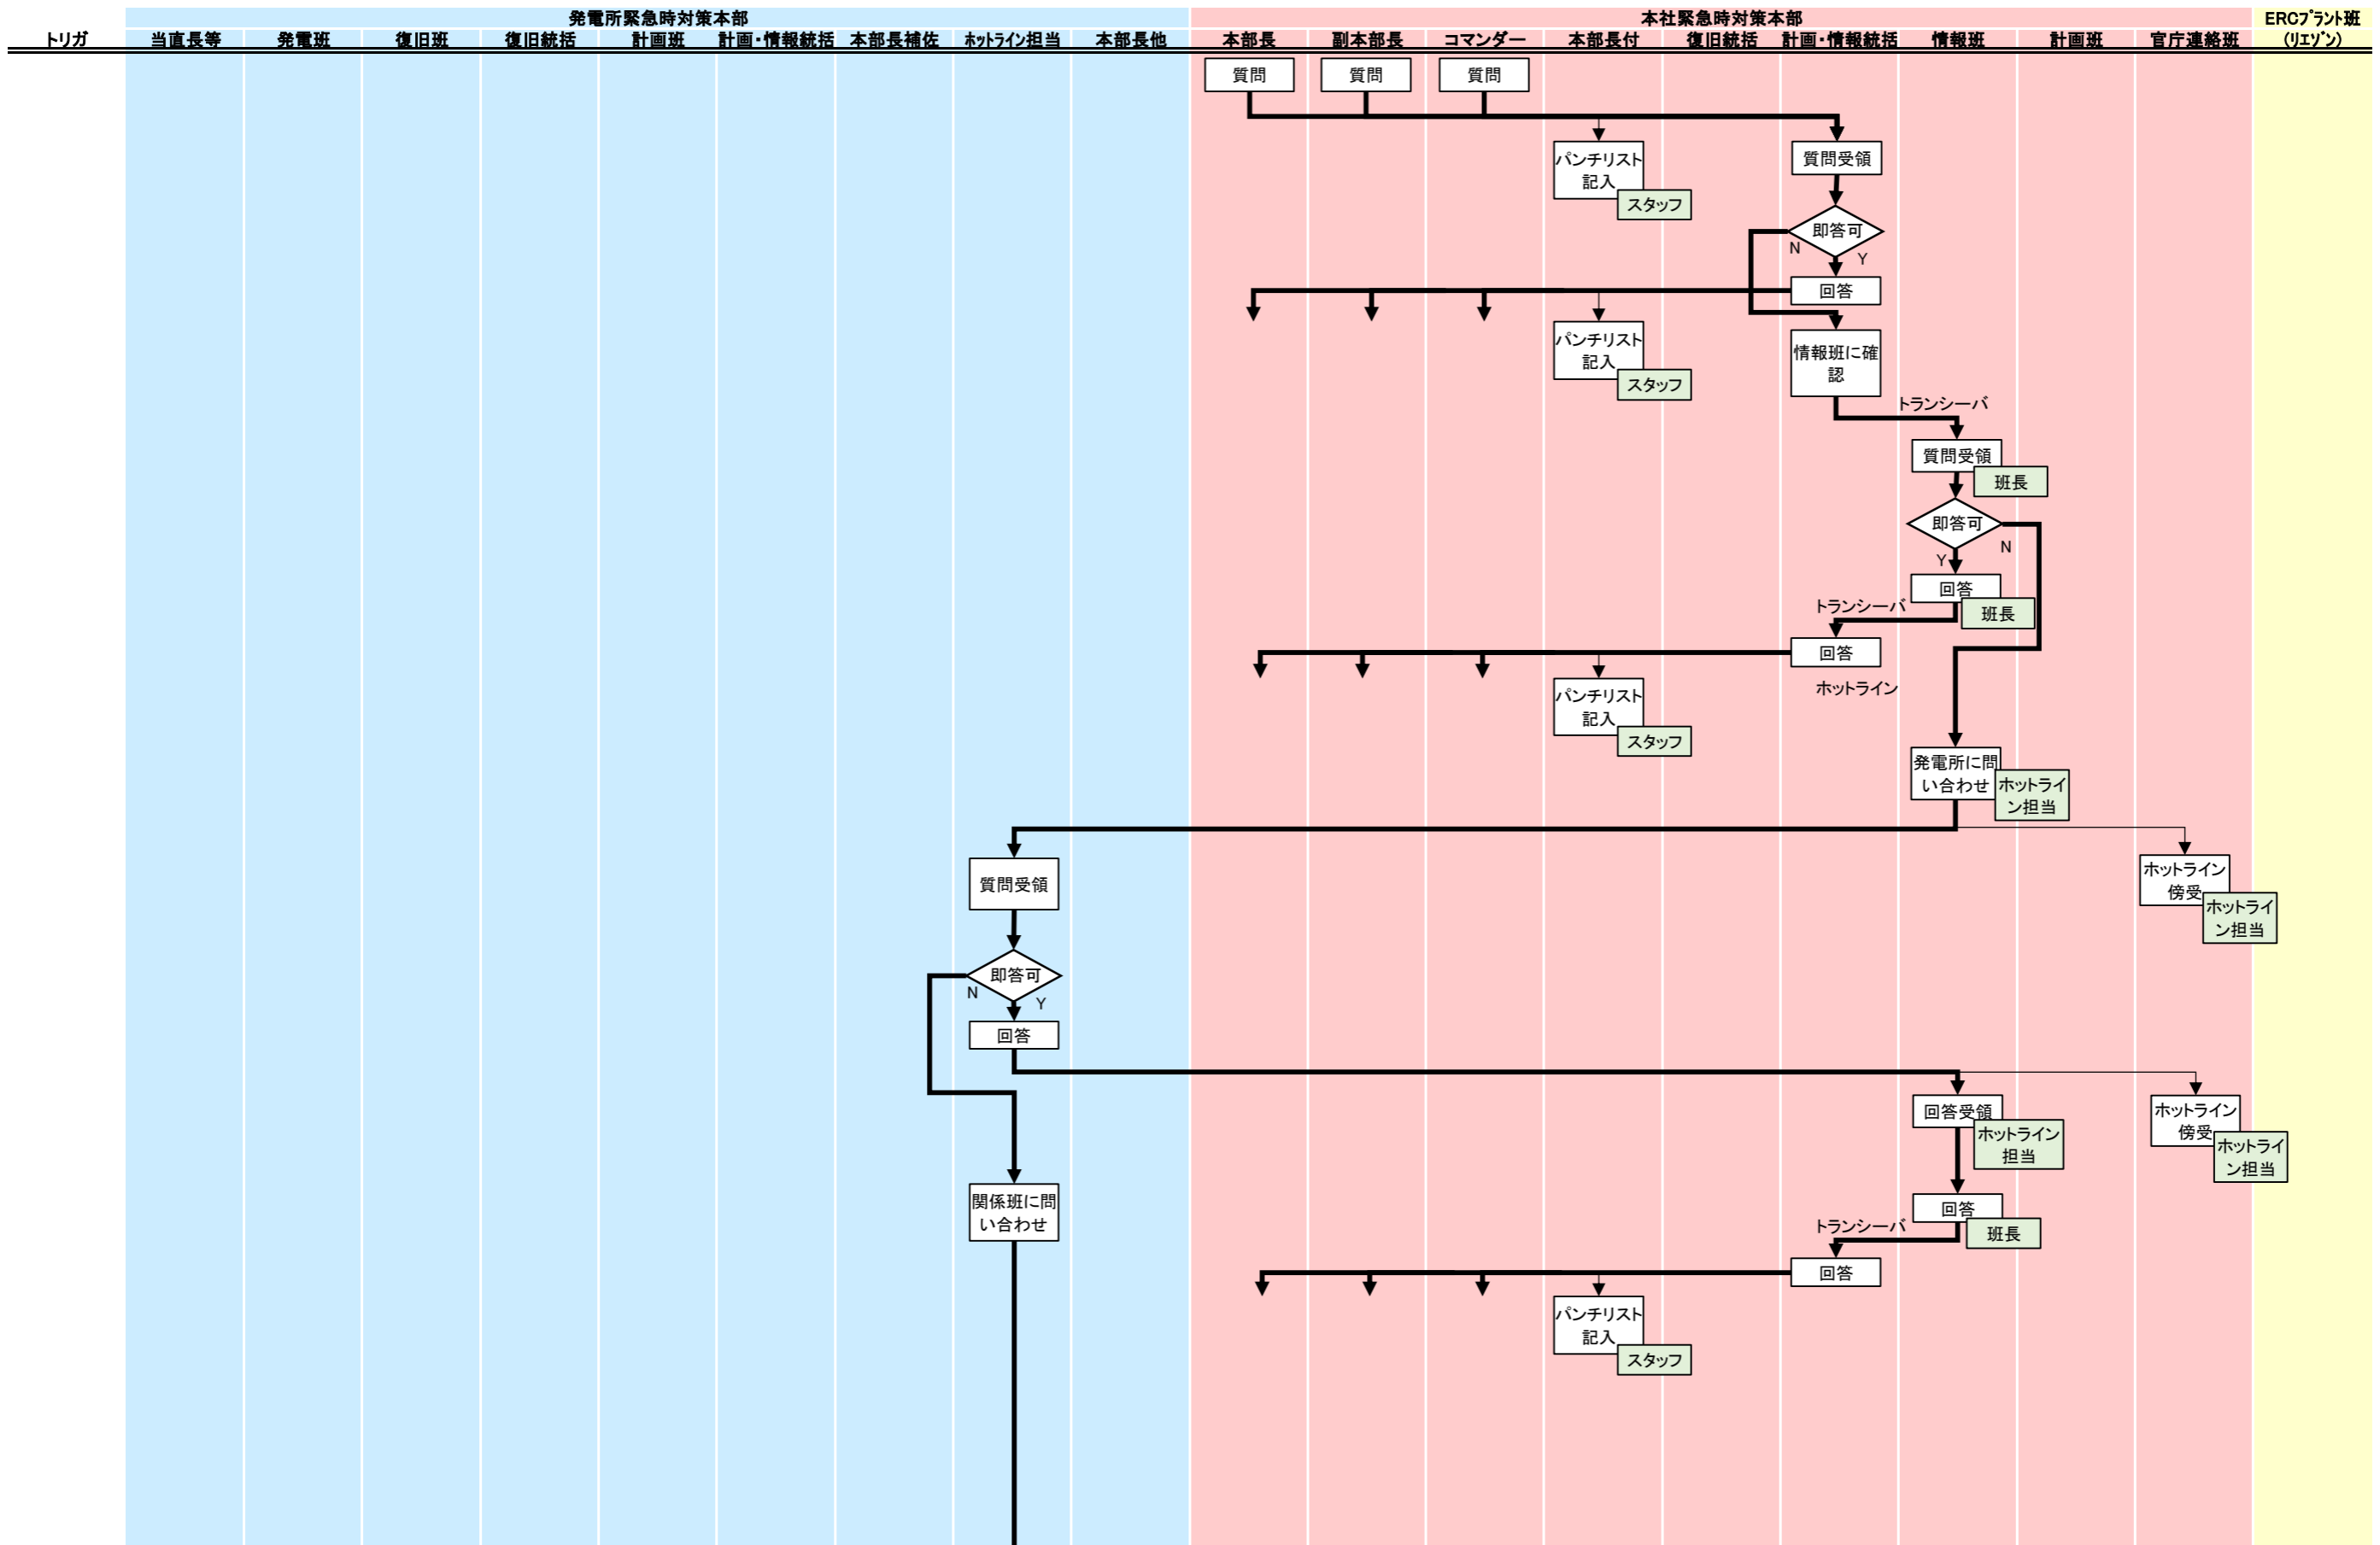 発電所緊急時対策本部
本社緊急時対策本部
ERCﾌﾟﾗﾝﾄ班
トリガ
当直長等
発電班
復旧班
復旧統括
計画班
計画・情報統括
本部長補佐
ﾎｯﾄﾗｲﾝ担当
本部長他
本部長
副本部長
コマンダー
本部長付
復旧統括
計画・情報統括
情報班
計画班
官庁連絡班
(ﾘｴｿﾞﾝ)
質問
質問
質問
パンチリスト
記入
スタッフ
質問受領
即答可
N
Y
回答
パンチリスト
記入
スタッフ
情報班に確
認
トランシーバ
質問受領
班長
即答可
N
Y
回答
班長
トランシーバ
回答
ホットライン
パンチリスト
記入
スタッフ
発電所に問
い合わせ
ホットライ
ン担当
質問受領
ホットライン
傍受
ホットライ
ン担当
即答可
N
Y
回答
回答受領
ホットライン
担当
ホットライン
傍受
ホットライ
ン担当
関係班に問
い合わせ
回答
班長
トランシーバ
回答
パンチリスト
記入
スタッフ